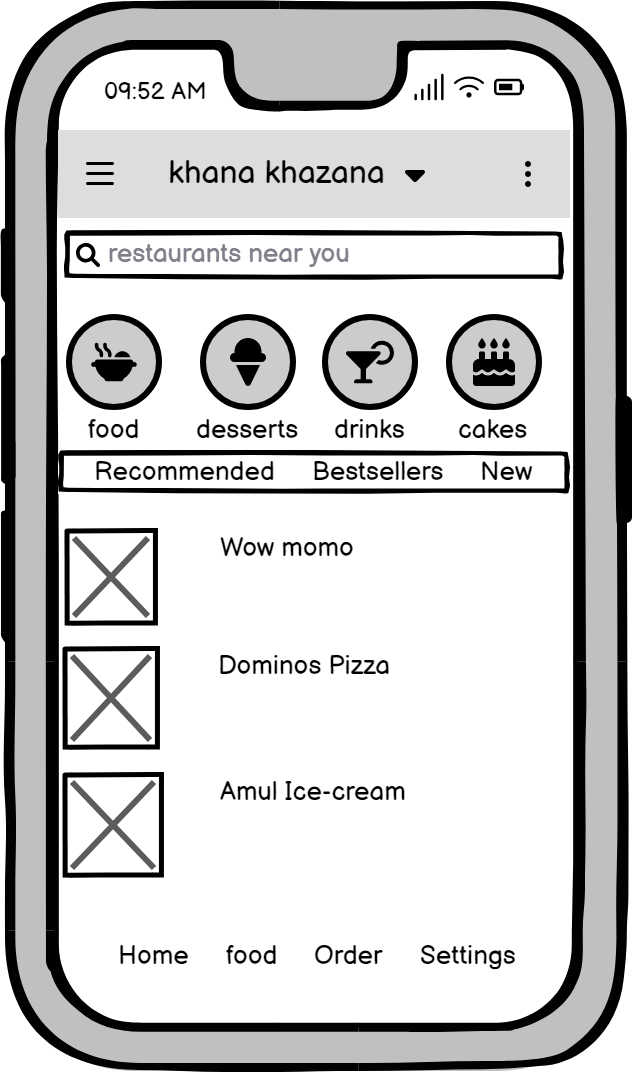 09:52 AM
khana khazana
restaurants near you
food desserts drinks cakes
Recommended Bestsellers New
Wow momo
Dominos Pizza
Amul Ice-cream
Home food Order Settings